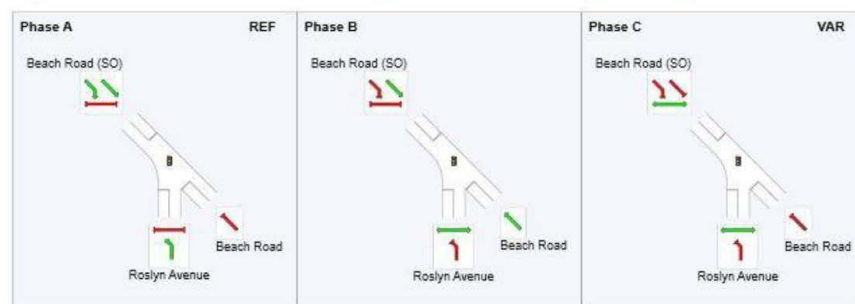 Phase A REF
Beach Road (SO)
Beach Road
Roslyn Avenue
Phase B
Beach Road (SO)
Beach Road
Roslyn Avenue
Phase C VAR
Beach Road (SO)
Beach Road
Roslyn Avenue